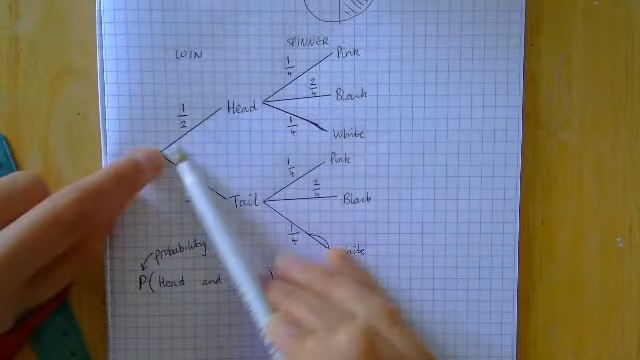 COIN
SPINNER
1/4
Pink
1/2
Head
2/4
Black
1/4
White
1/4
Pink
Tail
2/4
Black
1/4
probability
P(Head and